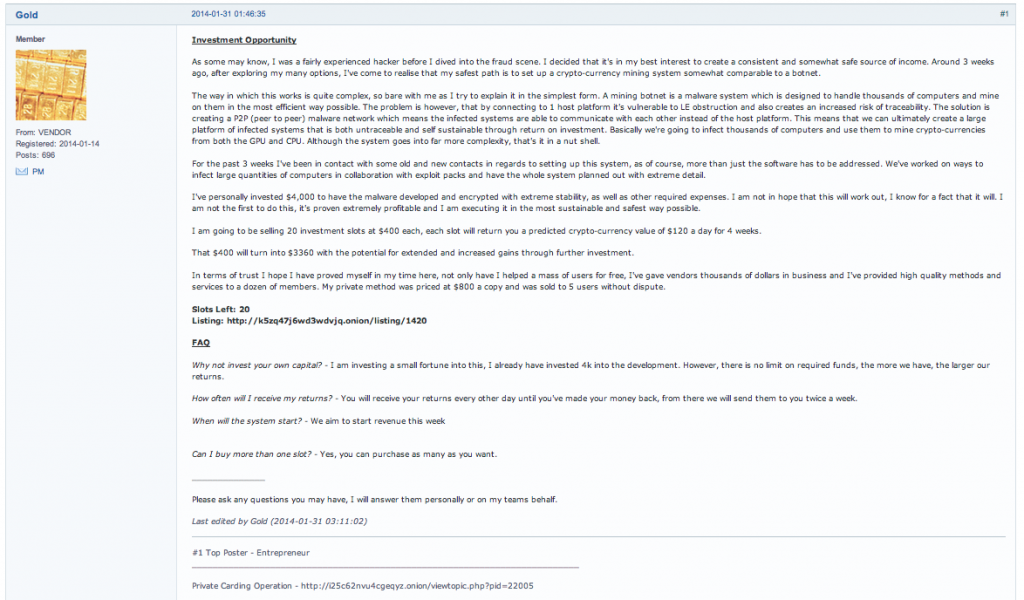 Gold 2014-01-31 01:46:35 #1
Member
From: VENDOR
Registered: 2014-01-14
Posts: 696
PM
Investment Opportunity
As some may know, I was a fairly experienced hacker before I dived into the fraud scene. I decided that it's in my best interest to create a consistent and somewhat safe source of income. Around 3 weeks
ago, after exploring my many options, I've come to realise that my safest path is to set up a crypto-currency mining system somewhat comparable to a botnet.
The way in which this works is quite complex, so bare with me as I try to explain it in the simplest form. A mining botnet is a malware system which is designed to handle thousands of computers and mine
on them in the most efficient way possible. The problem is however, that by connecting to 1 host platform it's vulnerable to LE obstruction and also creates an increased risk of traceability. The solution is
creating a P2P (peer to peer) malware network which means the infected systems are able to communicate with each other instead of the host platform. This means that we can ultimately create a large
platform of infected systems that is both untraceable and self sustainable through return on investment. Basically we're going to infect thousands of computers and use them to mine crypto-currencies
from both the GPU and CPU. Although the system goes into far more complexity, that's it in a nut shell.
For the past 3 weeks I've been in contact with some old and new contacts in regards to setting up this system, as of course, more than just the software has to be addressed. We've worked on ways to
infect large quantities of computers in collaboration with exploit packs and have the whole system planned out with extreme detail.
I've personally invested $4,000 to have the malware developed and encrypted with extreme stability, as well as other required expenses. I am not in hope that this will work out, I know for a fact that it will. I
am not the first to do this, it's proven extremely profitable and I am executing it in the most sustainable and safest way possible.
I am going to be selling 20 investment slots at $400 each, each slot will return you a predicted crypto-currency value of $120 a day for 4 weeks.
That $400 will turn into $3360 with the potential for extended and increased gains through further investment.
In terms of trust I hope I have proved myself in my time here, not only have I helped a mass of users for free, I've gave vendors thousands of dollars in business and I've provided high quality methods and
services to a dozen of members. My private method was priced at $800 a copy and was sold to 5 users without dispute.
Slots Left: 20
Listing: http://k5zq47j6wd3wdvjq.onion/listing/1420
FAQ
Why not invest your own capital? - I am investing a small fortune into this, I already have invested 4k into the development. However, there is no limit on required funds, the more we have, the larger our
returns.
How often will I receive my returns? - You will receive your returns every other day until you've made your money back, from there we will send them to you twice a week.
When will the system start? - We aim to start revenue this week
Can I buy more than one slot? - Yes, you can purchase as many as you want.
Please ask any questions you may have, I will answer them personally or on my teams behalf.
Last edited by Gold (2014-01-31 03:11:02)
#1 Top Poster - Entrepreneur
Private Carding Operation - http://i25c62nvu4cgeqyz.onion/viewtopic.php?pid=22005